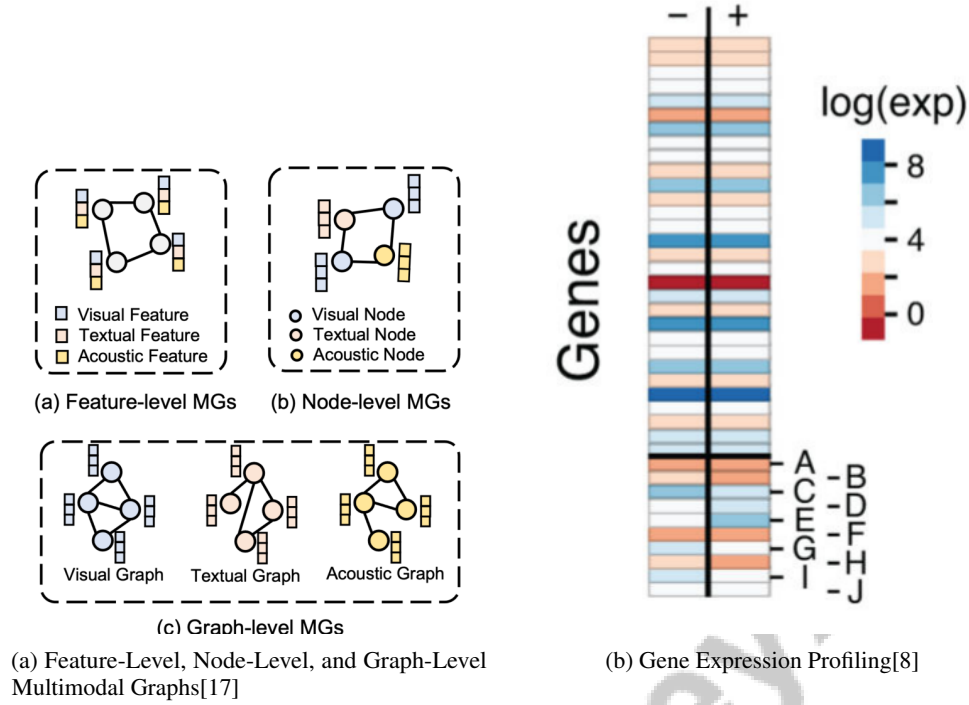 Visual Feature
Textual Feature
Acoustic Feature
(a) Feature-level MGs
Visual Node
Textual Node
Acoustic Node
(b) Node-level MGs
Visual Graph
Textual Graph
Acoustic Graph
(c) Graph-level MGs
(a) Feature-Level, Node-Level, and Graph-Level
Multimodal Graphs[17]
− +
Genes
log(exp)
8
4
0
A
B
C
D
E
F
G
H
I
J
(b) Gene Expression Profiling[8]